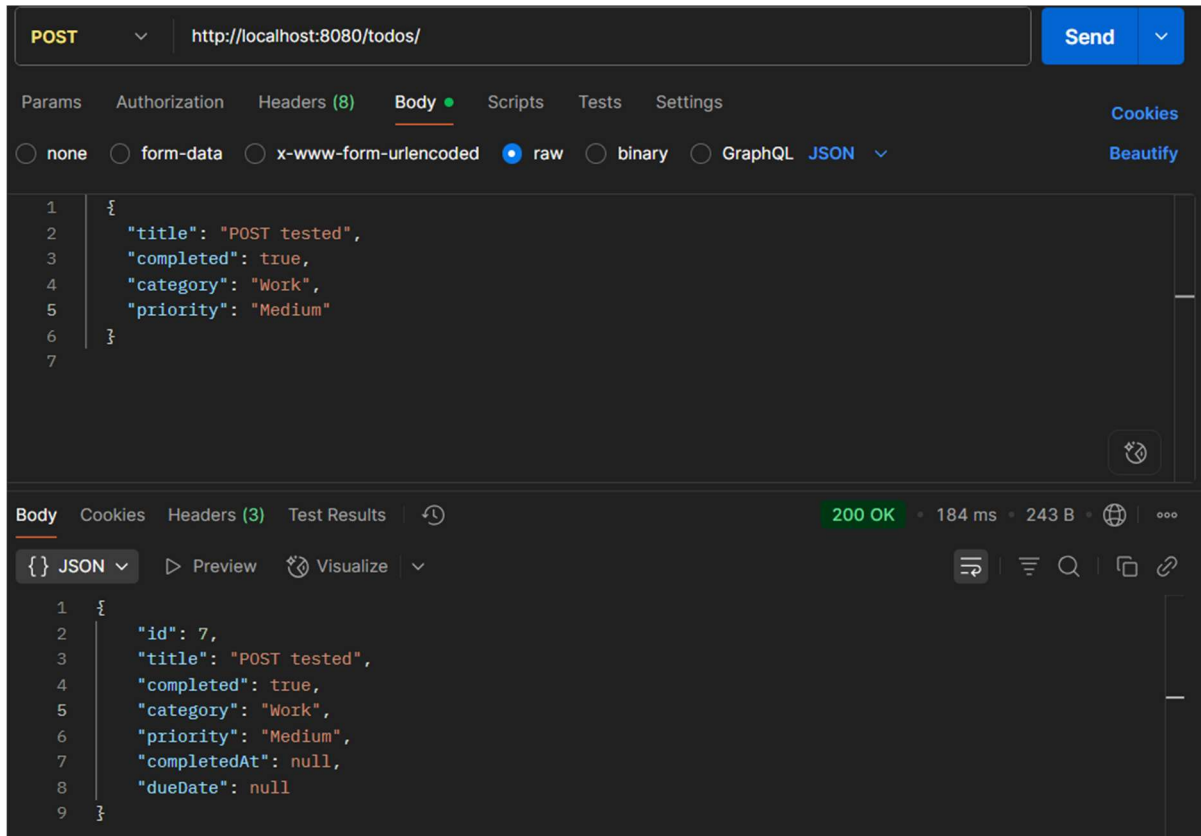 POST http://localhost:8080/todos/ Send
Params Authorization Headers (8) Body Scripts Tests Settings Cookies
none form-data x-www-form-urlencoded raw binary GraphQL JSON Beautify
1 {
2 "title": "POST tested",
3 "completed": true,
4 "category": "Work",
5 "priority": "Medium"
6 }
7
Body Cookies Headers (3) Test Results 200 OK • 184 ms • 243 B •
{} JSON Preview Visualize
1 {
2 "id": 7,
3 "title": "POST tested",
4 "completed": true,
5 "category": "Work",
6 "priority": "Medium",
7 "completedAt": null,
8 "dueDate": null
9 }